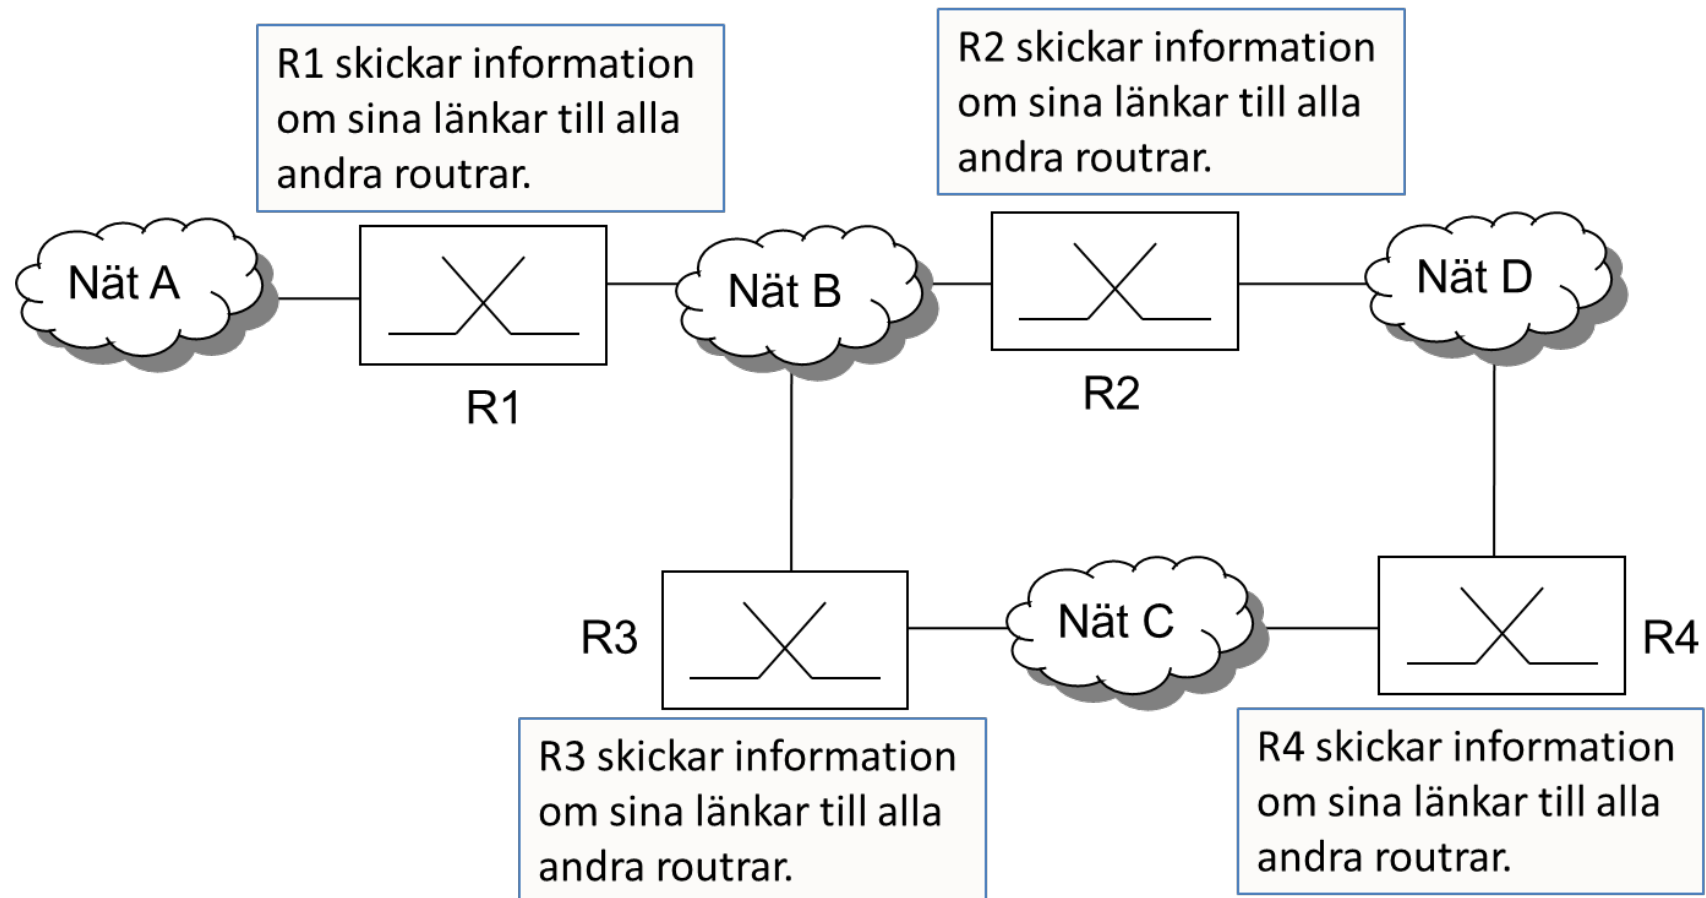 R1 skickar information
om sina länkar till alla
andra routrar.
R2 skickar information
om sina länkar till alla
andra routrar.
Nät A
R1
Nät B
R2
Nät D
R3
Nät C
R4
R3 skickar information
om sina länkar till alla
andra routrar.
R4 skickar information
om sina länkar till alla
andra routrar.